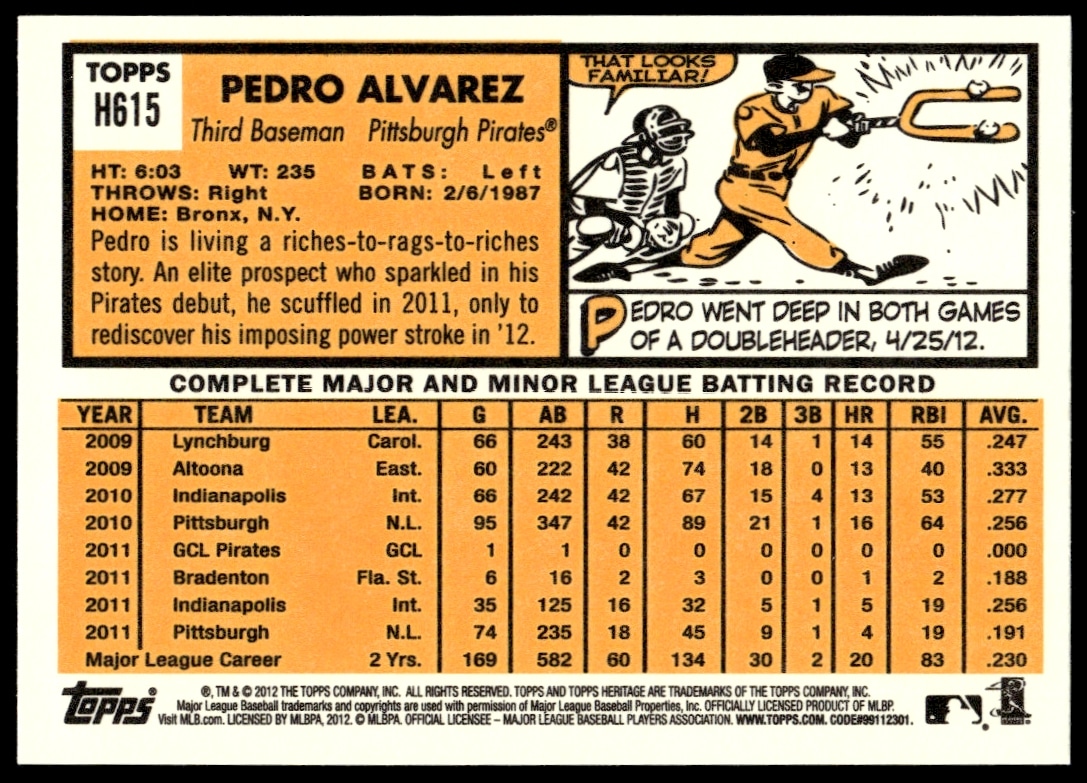 TOPPS
H615
PEDRO ALVAREZ
Third Baseman Pittsburgh Pirates®
HT: 6:03 WT: 235 BATS: Left
THROWS: Right BORN: 2/6/1987
HOME: Bronx, N.Y.
Pedro is living a riches-to-rags-to-riches
story. An elite prospect who sparkled in his
Pirates debut, he scuffled in 2011, only to
rediscover his imposing power stroke in '12.
THAT LOOKS
FAMILIAR!
PEDRO WENT DEEP IN BOTH GAMES
OF A DOUBLEHEADER, 4/25/12.
COMPLETE MAJOR AND MINOR LEAGUE BATTING RECORD
YEAR TEAM LEA. G AB R H 2B 3B HR RBI AVG.
2009 Lynchburg Carol. 66 243 38 60 14 1 14 55 .247
2009 Altoona East. 60 222 42 74 18 0 13 40 .333
2010 Indianapolis Int. 66 242 42 67 15 4 13 53 .277
2010 Pittsburgh N.L. 95 347 42 89 21 1 16 64 .256
2011 GCL Pirates GCL 1 1 0 0 0 0 0 0 .000
2011 Bradenton Fla. St. 6 16 2 3 0 0 1 2 .188
2011 Indianapolis Int. 35 125 16 32 5 1 5 19 .256
2011 Pittsburgh N.L. 74 235 18 45 9 1 4 19 .191
Major League Career 2 Yrs. 169 582 60 134 30 2 20 83 .230
topps®
®, TM & © 2012 THE TOPPS COMPANY, INC. ALL RIGHTS RESERVED. TOPPS AND TOPPS HERITAGE ARE TRADEMARKS OF THE TOPPS COMPANY, INC.
Major League Baseball trademarks and copyrights are used with permission of Major League Baseball Properties, Inc. OFFICIALLY LICENSED PRODUCT OF MLBP.
Visit MLB.com. LICENSED BY MLBPA, 2012. © MLBPA. OFFICIAL LICENSEE – MAJOR LEAGUE BASEBALL PLAYERS ASSOCIATION. WWW.TOPPS.COM. CODE#99112301.